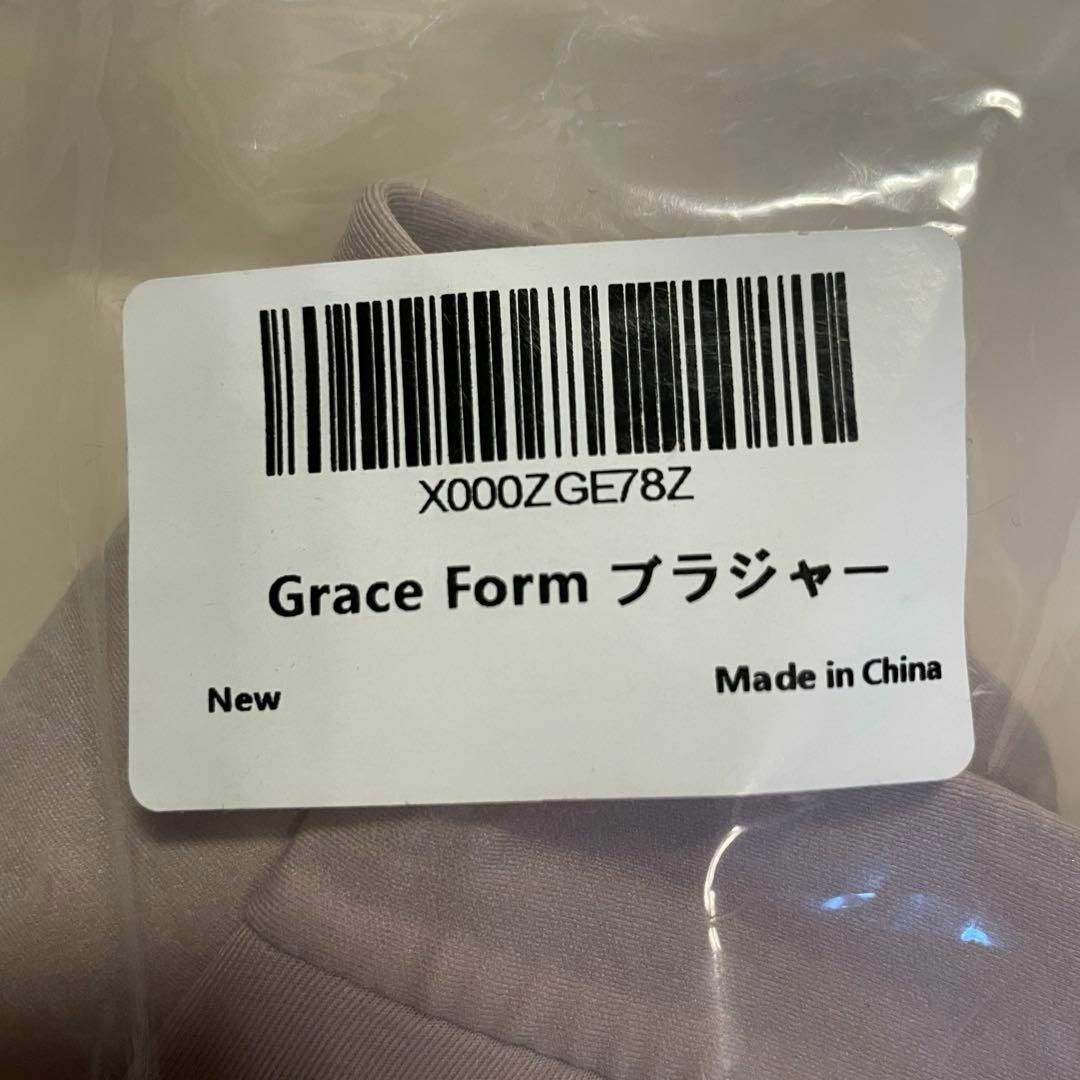 X000ZGE78Z
Grace Form ブラジャー
New
Made in China